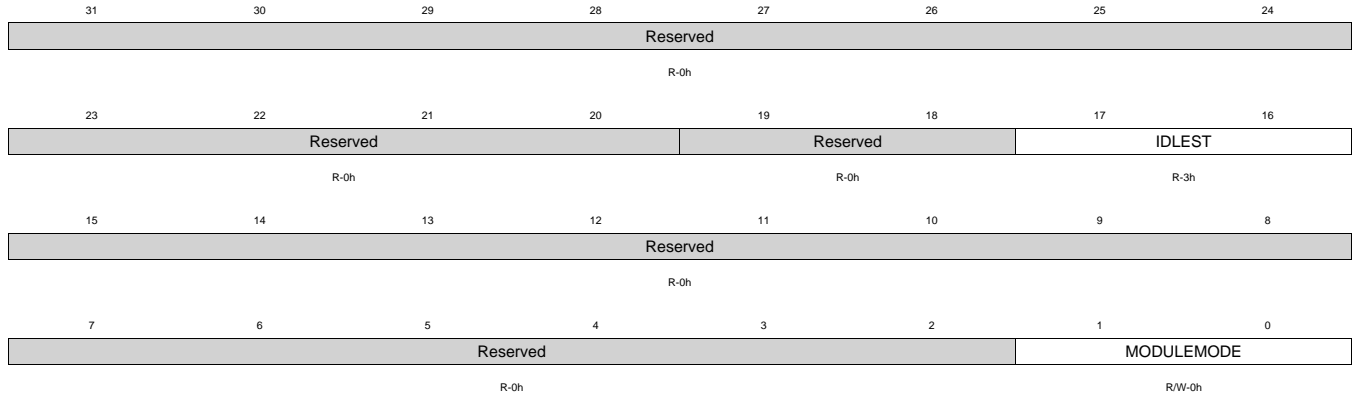 31 30 29 28 27 26 25 24
Reserved
R-0h
23 22 21 20 19 18 17 16
Reserved Reserved IDLEST
R-0h R-0h R-3h
15 14 13 12 11 10 9 8
Reserved
R-0h
7 6 5 4 3 2 1 0
Reserved MODULEMODE
R-0h R/W-0h